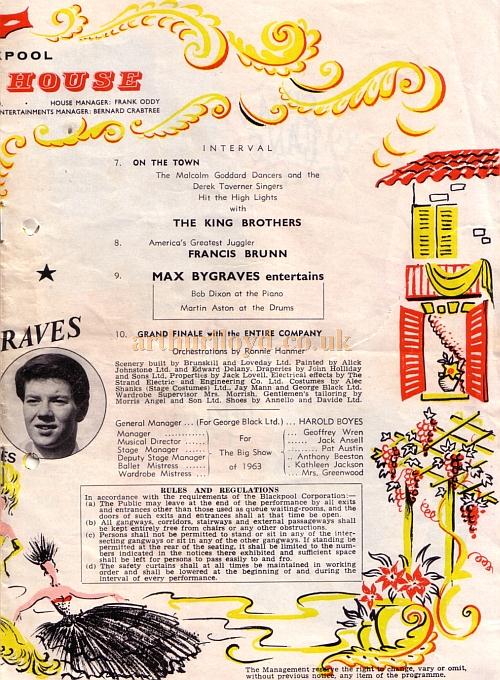 KPOOL
HOUSE
HOUSE MANAGER: FRANK ODDY
ENTERTAINMENTS MANAGER: BERNARD CRABTREE
INTERVAL
7. ON THE TOWN
The Malcolm Goddard Dancers and the
Derek Taverner Singers
Hit the High Lights
with
THE KING BROTHERS
8. America's Greatest Juggler
FRANCIS BRUNN
9. MAX BYGRAVES entertains
Bob Dixon at the Piano
Martin Aston at the Drums
RAVES
10. GRAND FINALE with the ENTIRE COMPANY
arthurlloyd.co.uk
Orchestrations by Ronnie Hanmer
Scenery built by Brunskill and Loveday Ltd. Painted by Alick
Johnstone Ltd. and Edward Delany. Draperies by John Holliday
and Sons Ltd. Properties by Jack Lovell. Electrical effects by The
Strand Electric and Engineering Co. Ltd. Costumes by Alec
Shanks (Stage Costumes) Ltd., Jay Mann and George Black Ltd.
Wardrobe Supervisor Mrs. Morrish. Gentlemen's tailoring by
Morris Angel and Son Ltd. Shoes by Annello and Davide Ltd.
ES
General Manager ... (For George Black Ltd.) ... HAROLD BOYES
Manager ... Geoffrey Wren
Musical Director ... For ... Jack Ansell
Stage Manager ... Pat Austin
Deputy Stage Manager The Big Show Anthony Beeston
Ballet Mistress ... of 1963 Kathleen Jackson
Wardrobe Mistress ... Mrs. Greenwood
RULES AND REGULATIONS
In accordance with the requirements of the Blackpool Corporation:—
(a) The Public may leave at the end of the performance by all exits
and entrances other than those used as queue waiting-rooms, and the
doors of such exits and entrances shall at that time be open.
(b) All gangways, corridors, stairways and external passageways shall
be kept entirely free from chairs or any other obstructions.
(c) Persons shall not be permitted to stand or sit in any of the inter-
secting gangways or sit in any of the other gangways. If standing be
permitted at the rear of the seating, it shall be limited to the num-
bers indicated in the notices there exhibited and sufficient space
shall be left for persons to pass easily to and fro.
(d) The safety curtains shall at all times be maintained in working
order and shall be lowered at the beginning of and during the
interval of every performance.
The Management reserve the right to change, vary or omit,
without previous notice, any item of the programme.